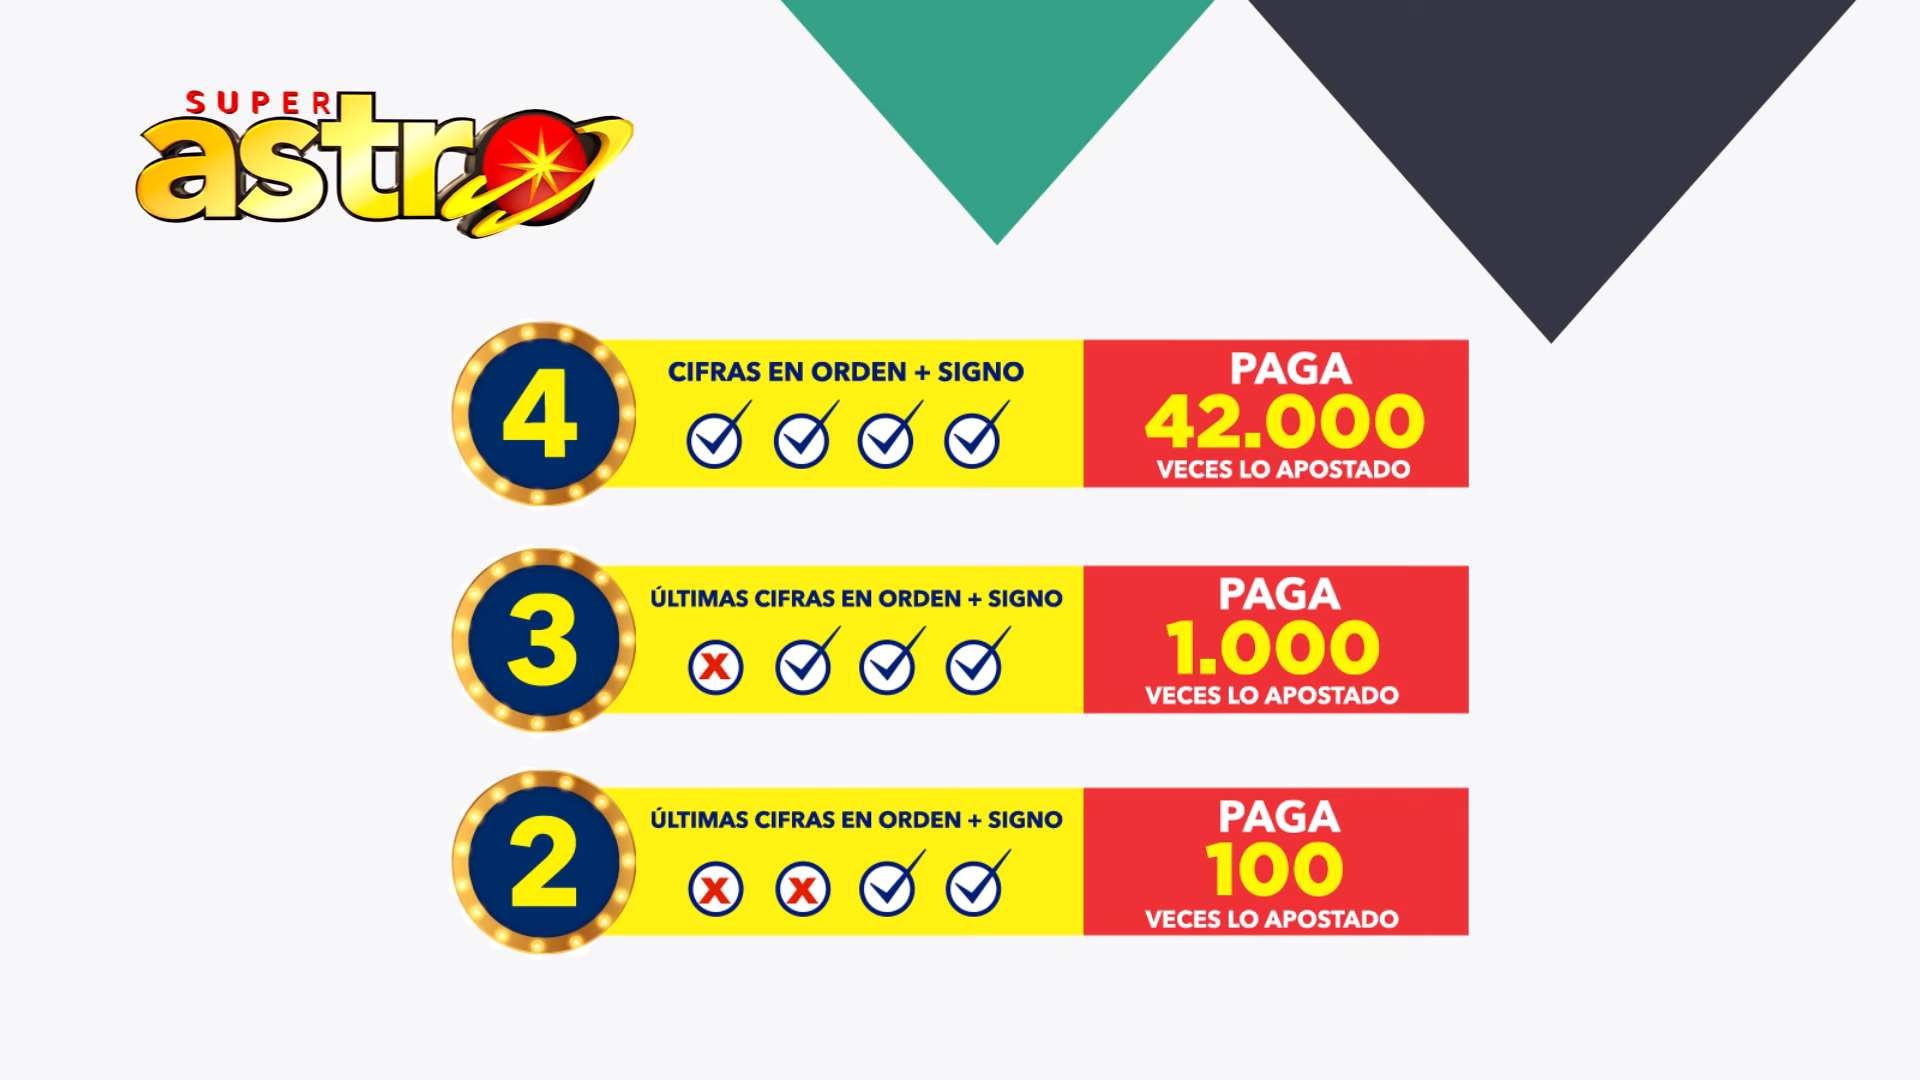 SUPER
astro
4
CIFRAS EN ORDEN + SIGNO
PAGA
42.000
VECES LO APOSTADO
3
ÚLTIMAS CIFRAS EN ORDEN + SIGNO
X
PAGA
1.000
VECES LO APOSTADO
2
ÚLTIMAS CIFRAS EN ORDEN + SIGNO
X X
PAGA
100
VECES LO APOSTADO